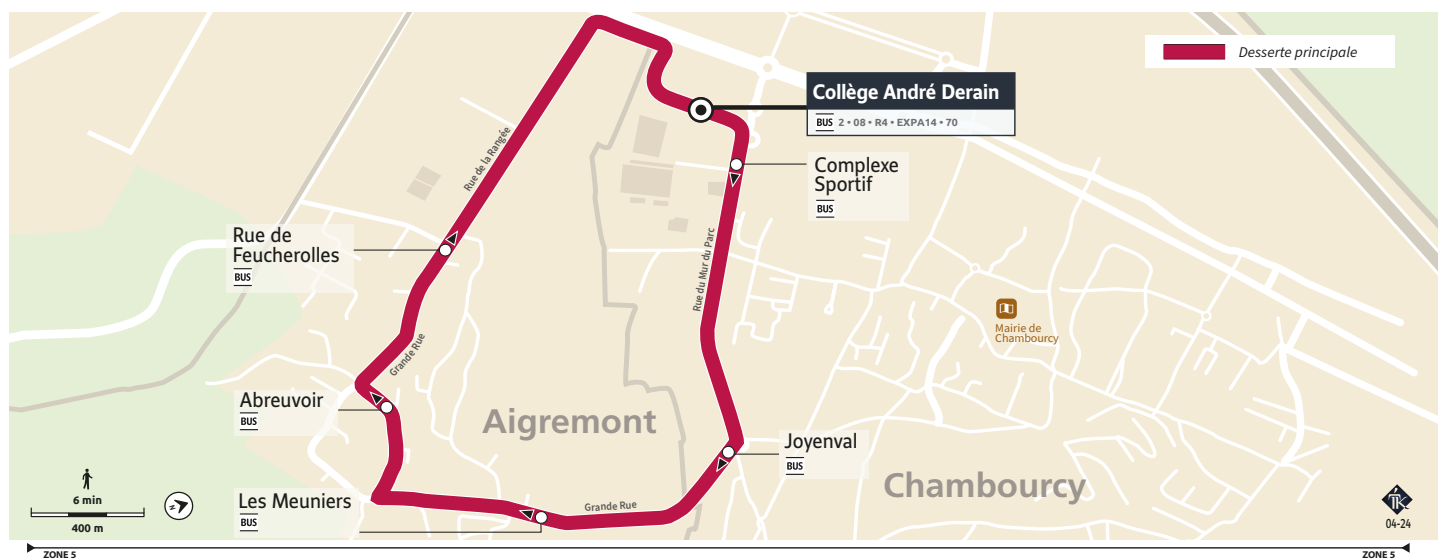 Desserte principale
Collège André Derain
BUS 2 • 08 • R4 • EXPA14 • 70
Complexe
Sportif
BUS
Rue de la Rangée
Rue de
Feucherolles
BUS
Rue du Mur du Parc
Mairie de
Chambourcy
Grande Rue
Abreuvoir
BUS
Aigremont
Joyenval
BUS
Chambourcy
6 min
400 m
Les Meuniers
BUS
Grande Rue
04-24
ZONE 5
ZONE 5